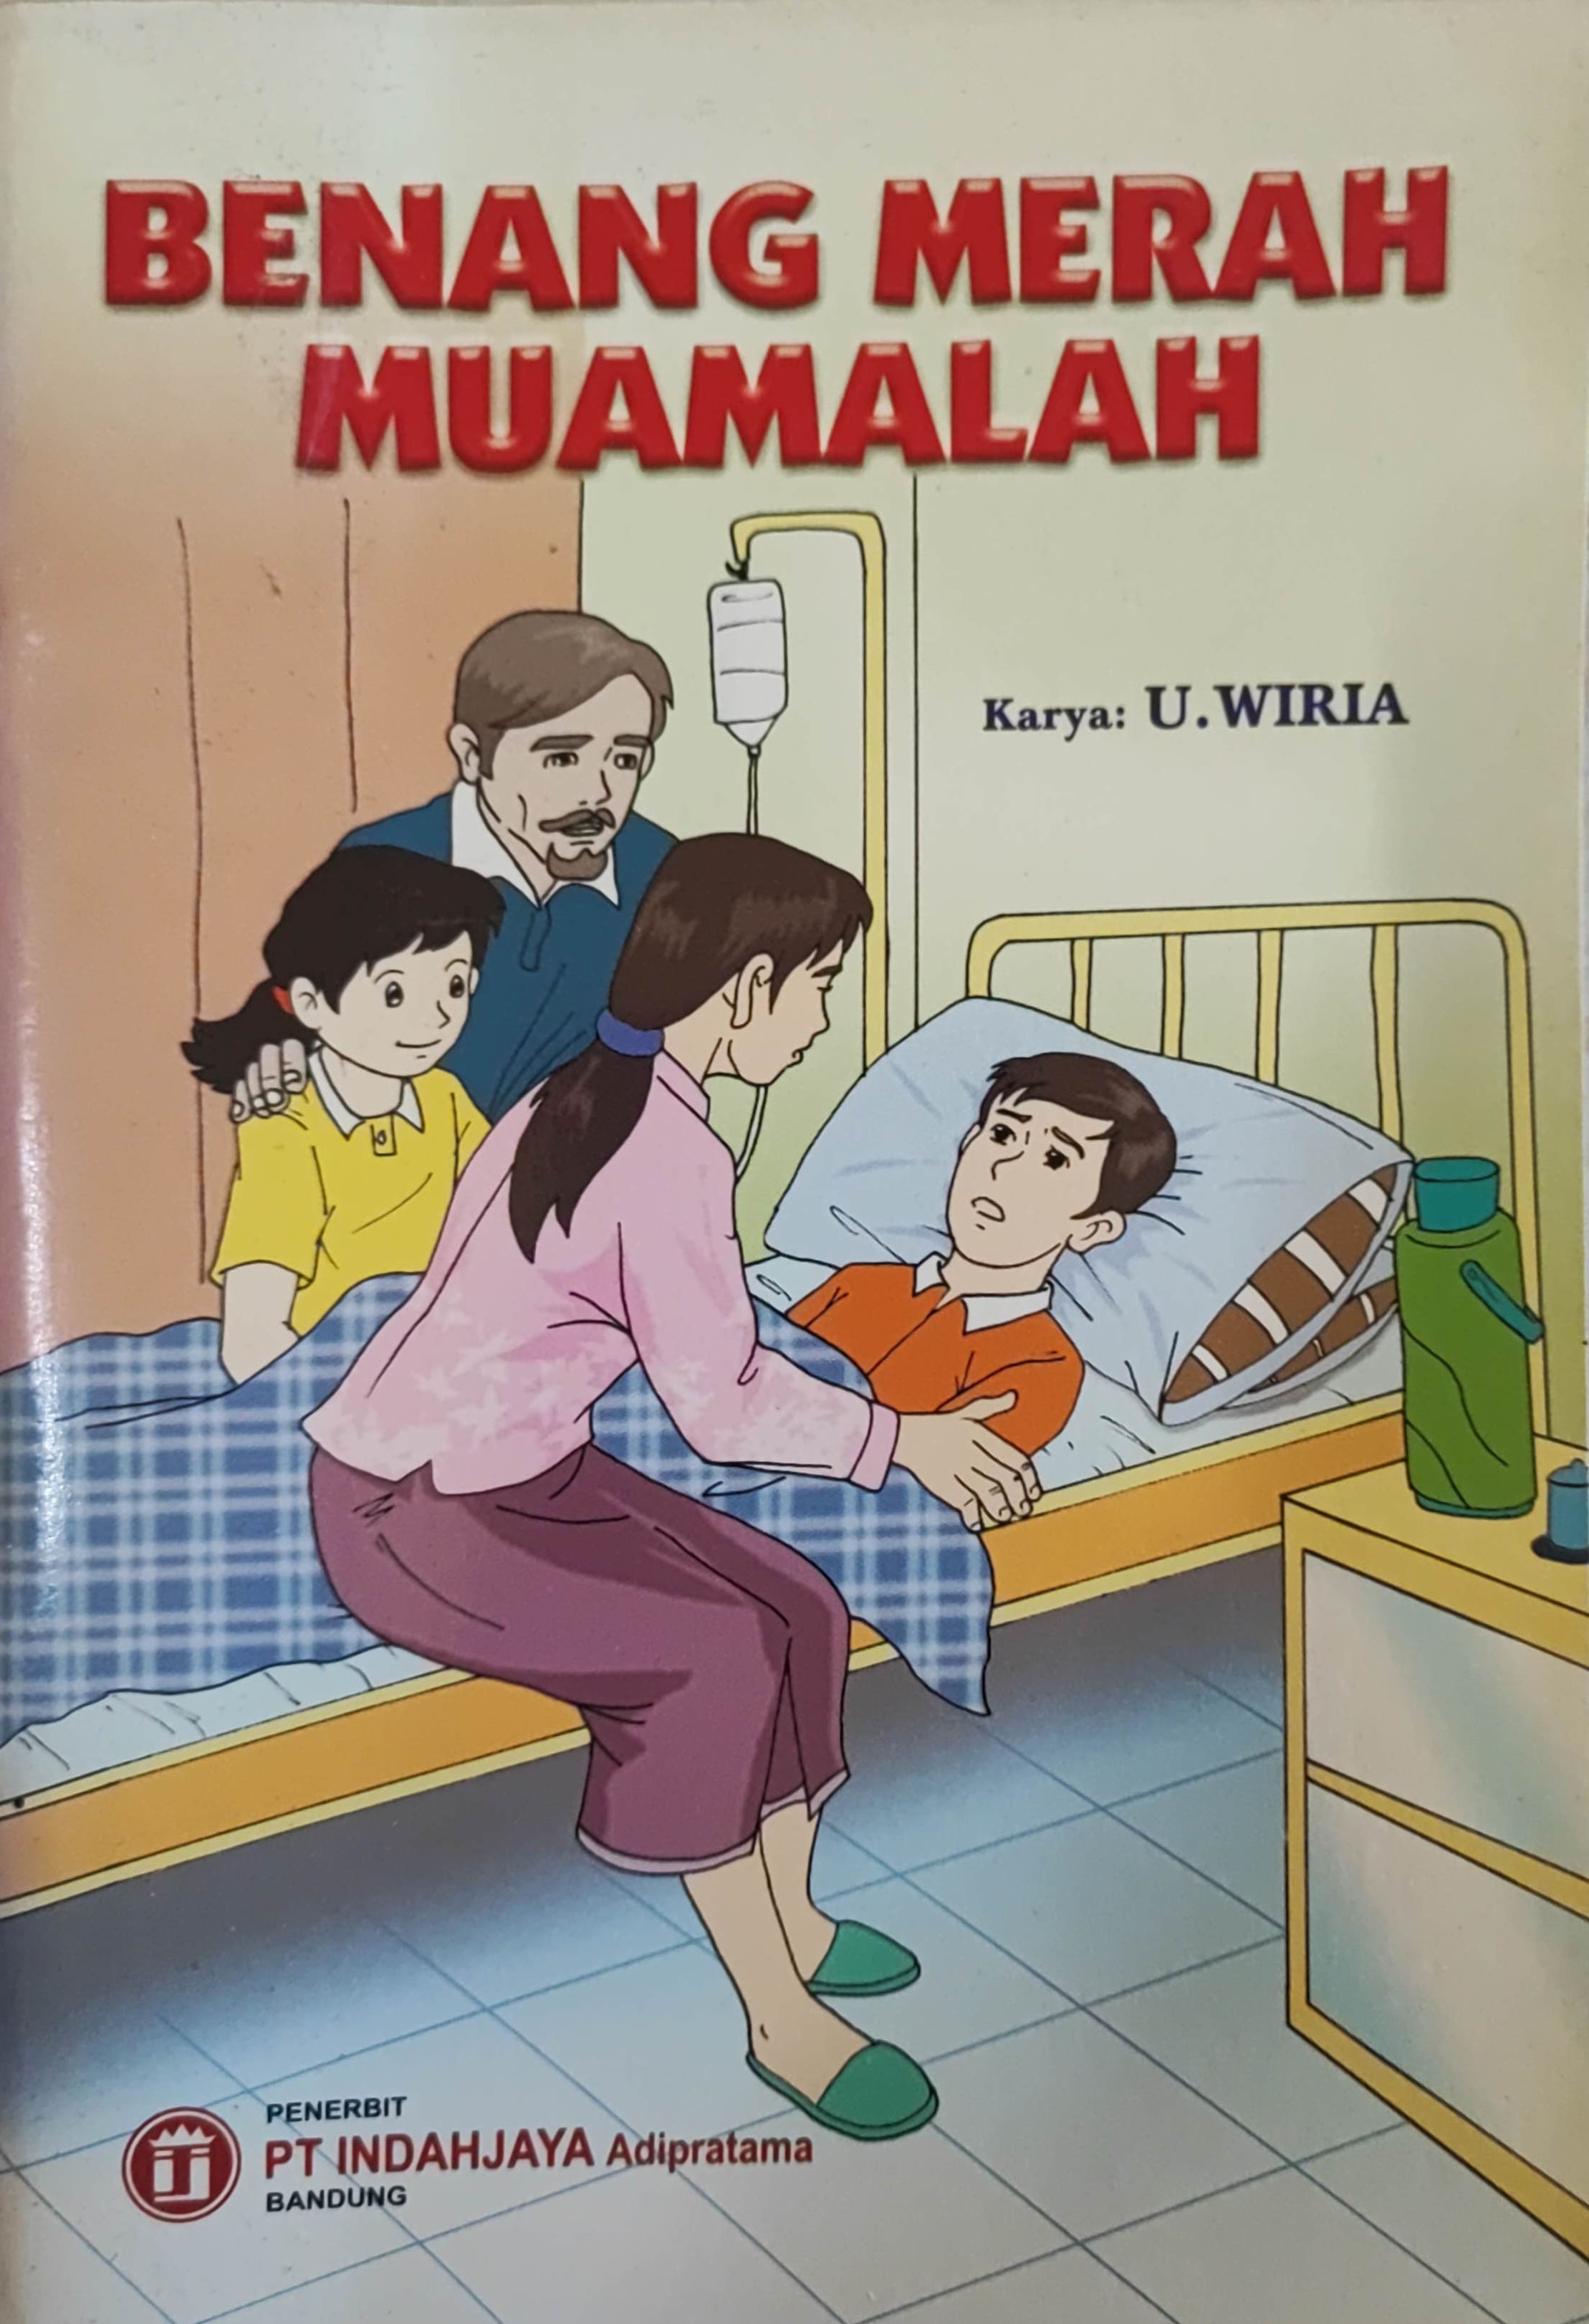 BENANG MERAH
MUAMALAH
Karya: U. WIRIA
PENERBIT
PT INDAHJAYA Adipratama
BANDUNG